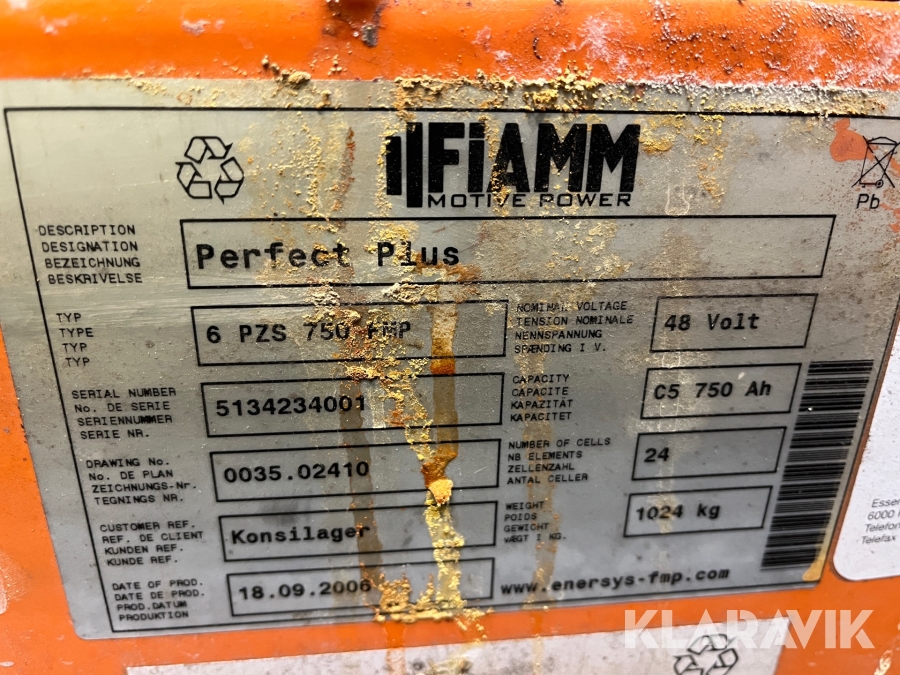 FIAMM
MOTIVE POWER
Pb
DESCRIPTION
DESIGNATION
BEZEICHNUNG
BESKRIVELSE
Perfect Plus
TYP
TYPE
TYP
TYP
6 PZS 750 FMP
NOMINAL VOLTAGE
TENSION NOMINALE
NENNSPANNUNG
SPÆNDING I V.
48 Volt
SERIAL NUMBER
No. DE SERIE
SERIENNUMMER
SERIE NR.
5134234001
CAPACITY
CAPACITE
KAPAZITÄT
KAPACITET
C5 750 Ah
DRAWING No.
No. DE PLAN
ZEICHNUNGS-Nr.
TEGNINGS NR.
0035.02410
NUMBER OF CELLS
NB ELEMENTS
ZELLENZAHL
ANTAL CELLER
24
CUSTOMER REF.
REF. DE CLIENT
KUNDEN REF.
KUNDE REF.
Konsilager
WEIGHT
POIDS
GEWICHT
VÆGT I KG.
1024 kg
DATE OF PROD.
DATE DE PROD.
PROD.DATUM
PRODUKTION
18.09.2006
www.enersys-fmp.com
Essen
6000
Telefon
Telefax
KLARAVIK